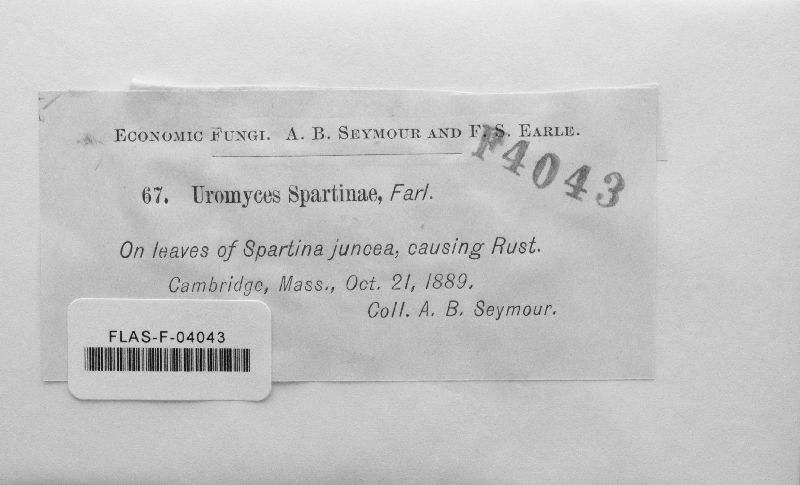 Economic Fungi. A. B. Seymour and F. S. Earle.
F4043
67. Uromyces Spartinae, Farl.
On leaves of Spartina juncea, causing Rust.
Cambridge, Mass., Oct. 21, 1889.
Coll. A. B. Seymour.
FLAS-F-04043